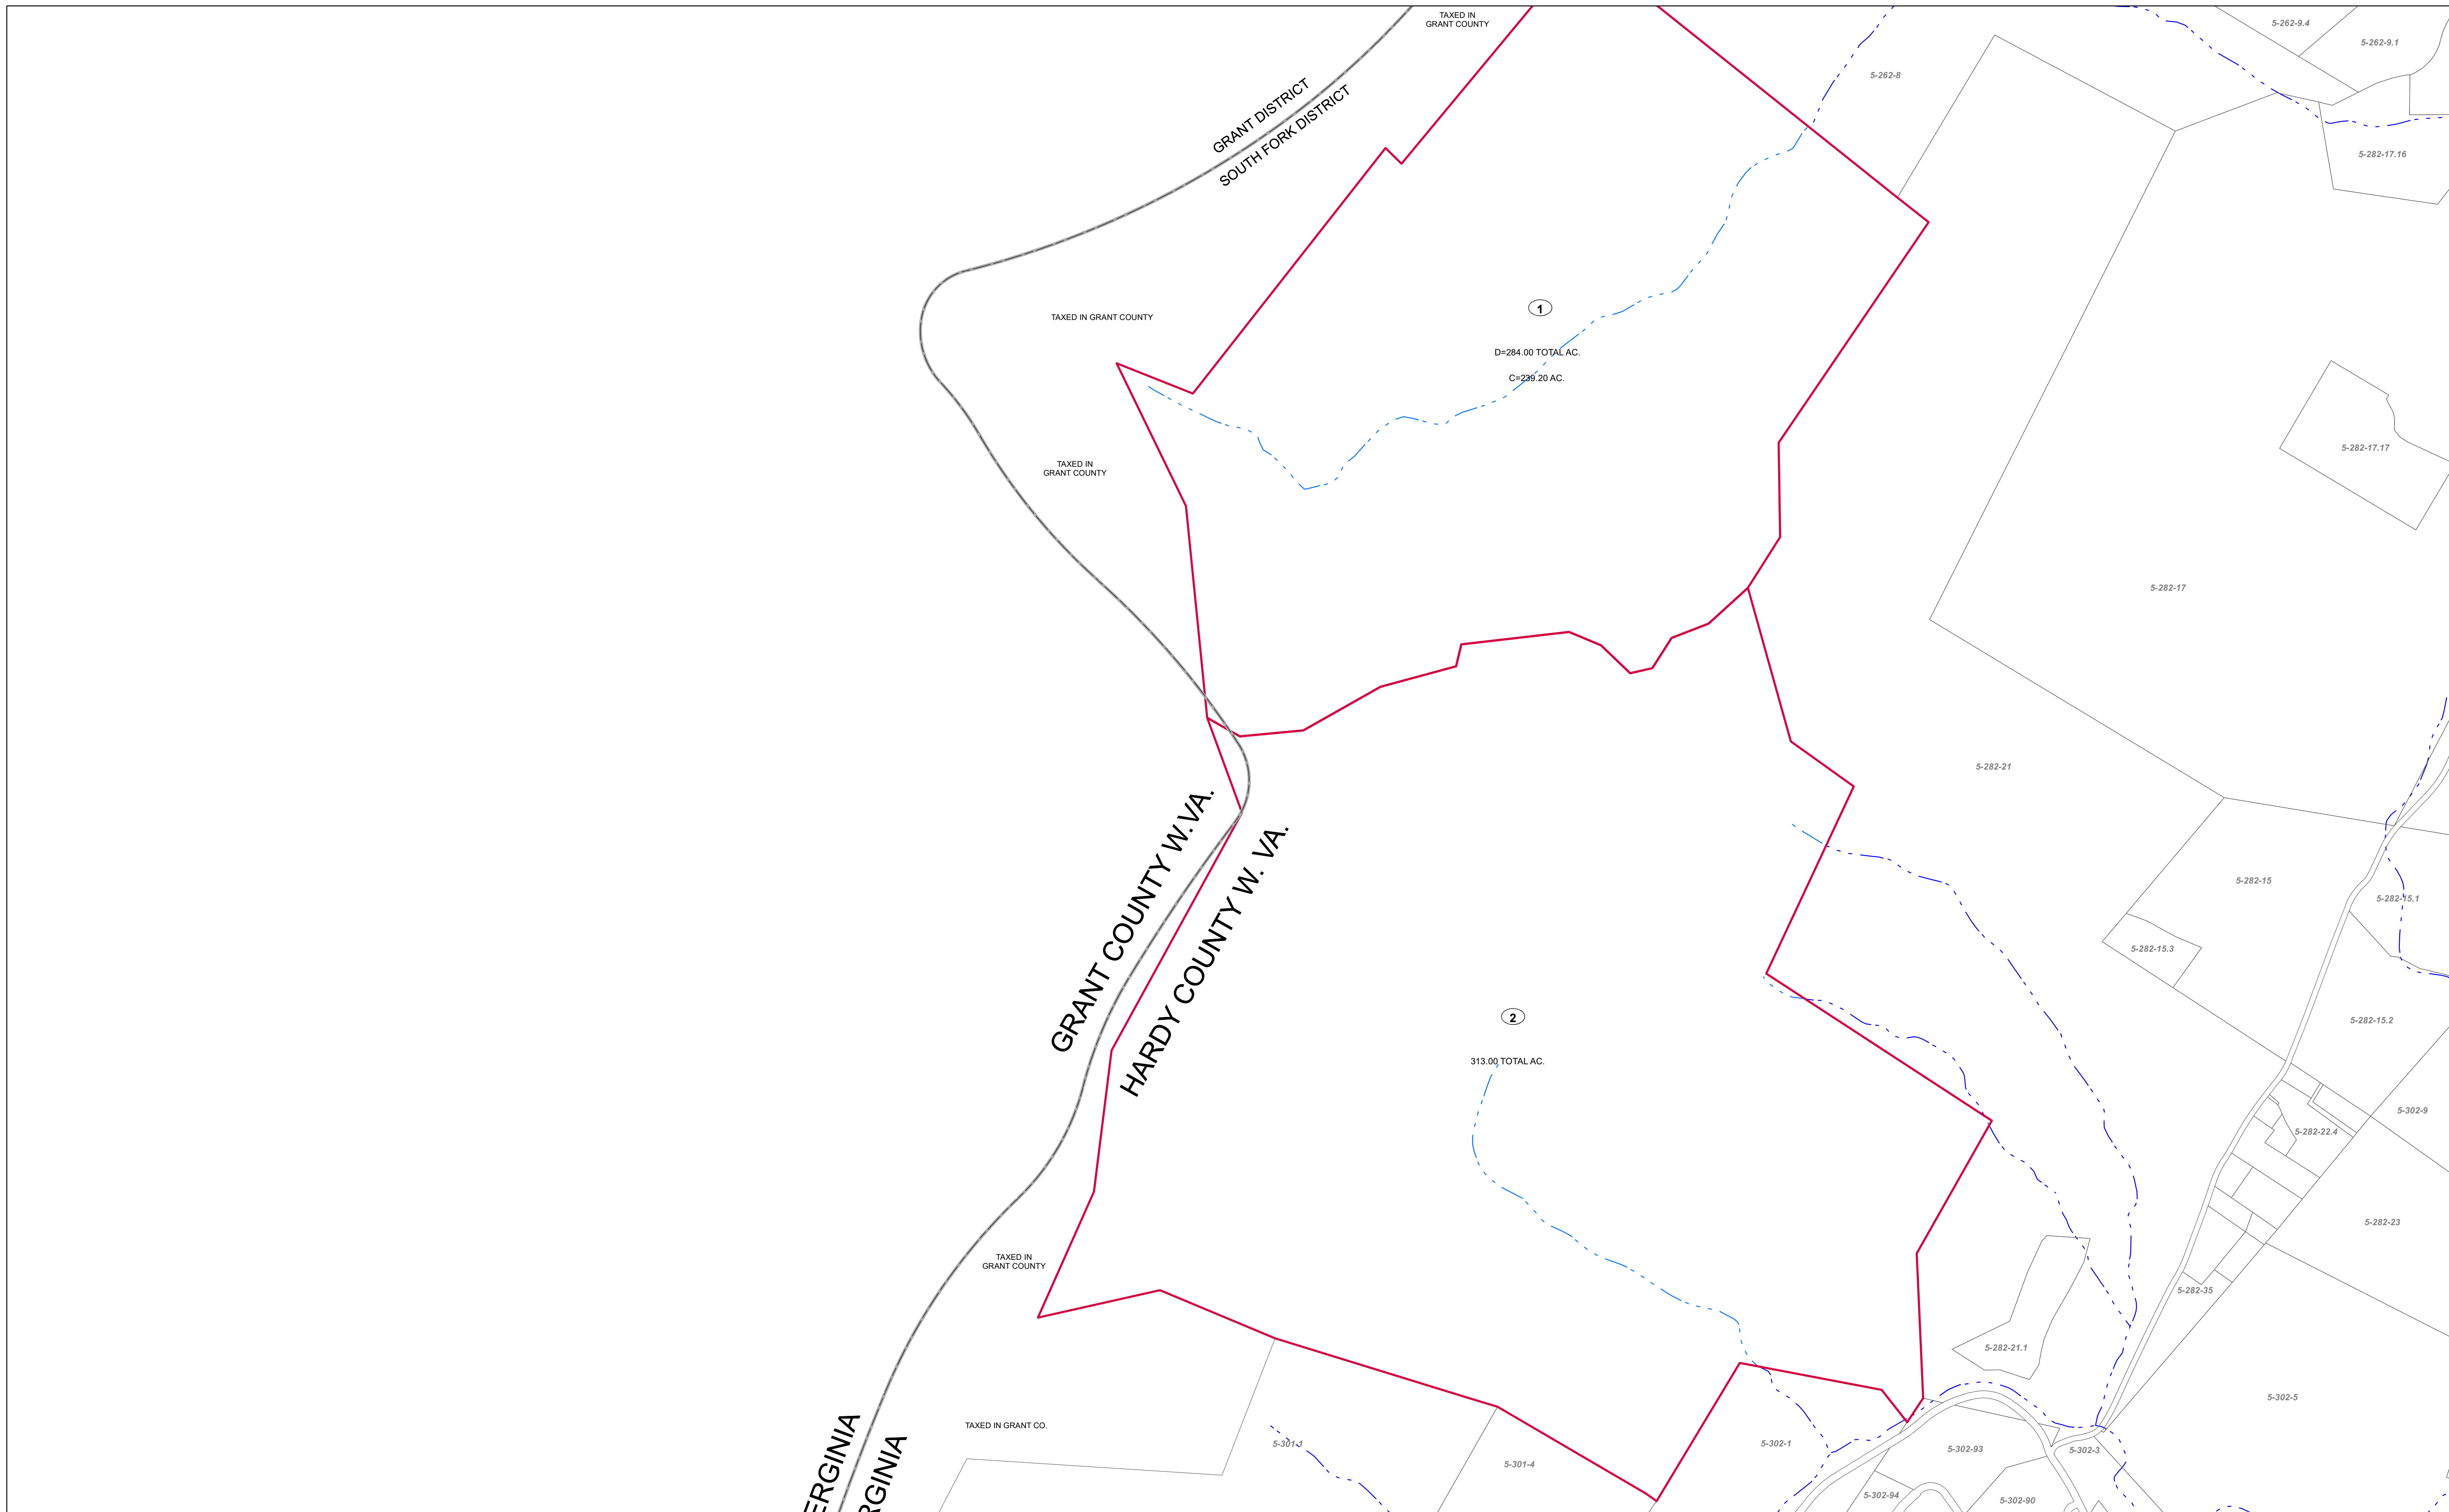 TAXED IN
GRANT COUNTY
5-262-9.4
5-262-9.1
5-262-8
GRANT DISTRICT
SOUTH FORK DISTRICT
5-282-17.16
TAXED IN GRANT COUNTY
1
D=284.00 TOTAL AC.
C=239.20 AC.
5-282-17.17
TAXED IN
GRANT COUNTY
5-282-17
5-282-21
GRANT COUNTY W.VA.
HARDY COUNTY W. VA.
5-282-15
5-282-15.1
5-282-15.3
2
5-282-15.2
313.00 TOTAL AC.
5-302-9
5-282-22.4
5-282-23
TAXED IN
GRANT COUNTY
5-282-35
5-282-21.1
5-302-5
TAXED IN GRANT CO.
ERGINIA
RGINIA
5-301-1
5-301-4
5-302-1
5-302-93
5-302-3
5-302-94
5-302-90